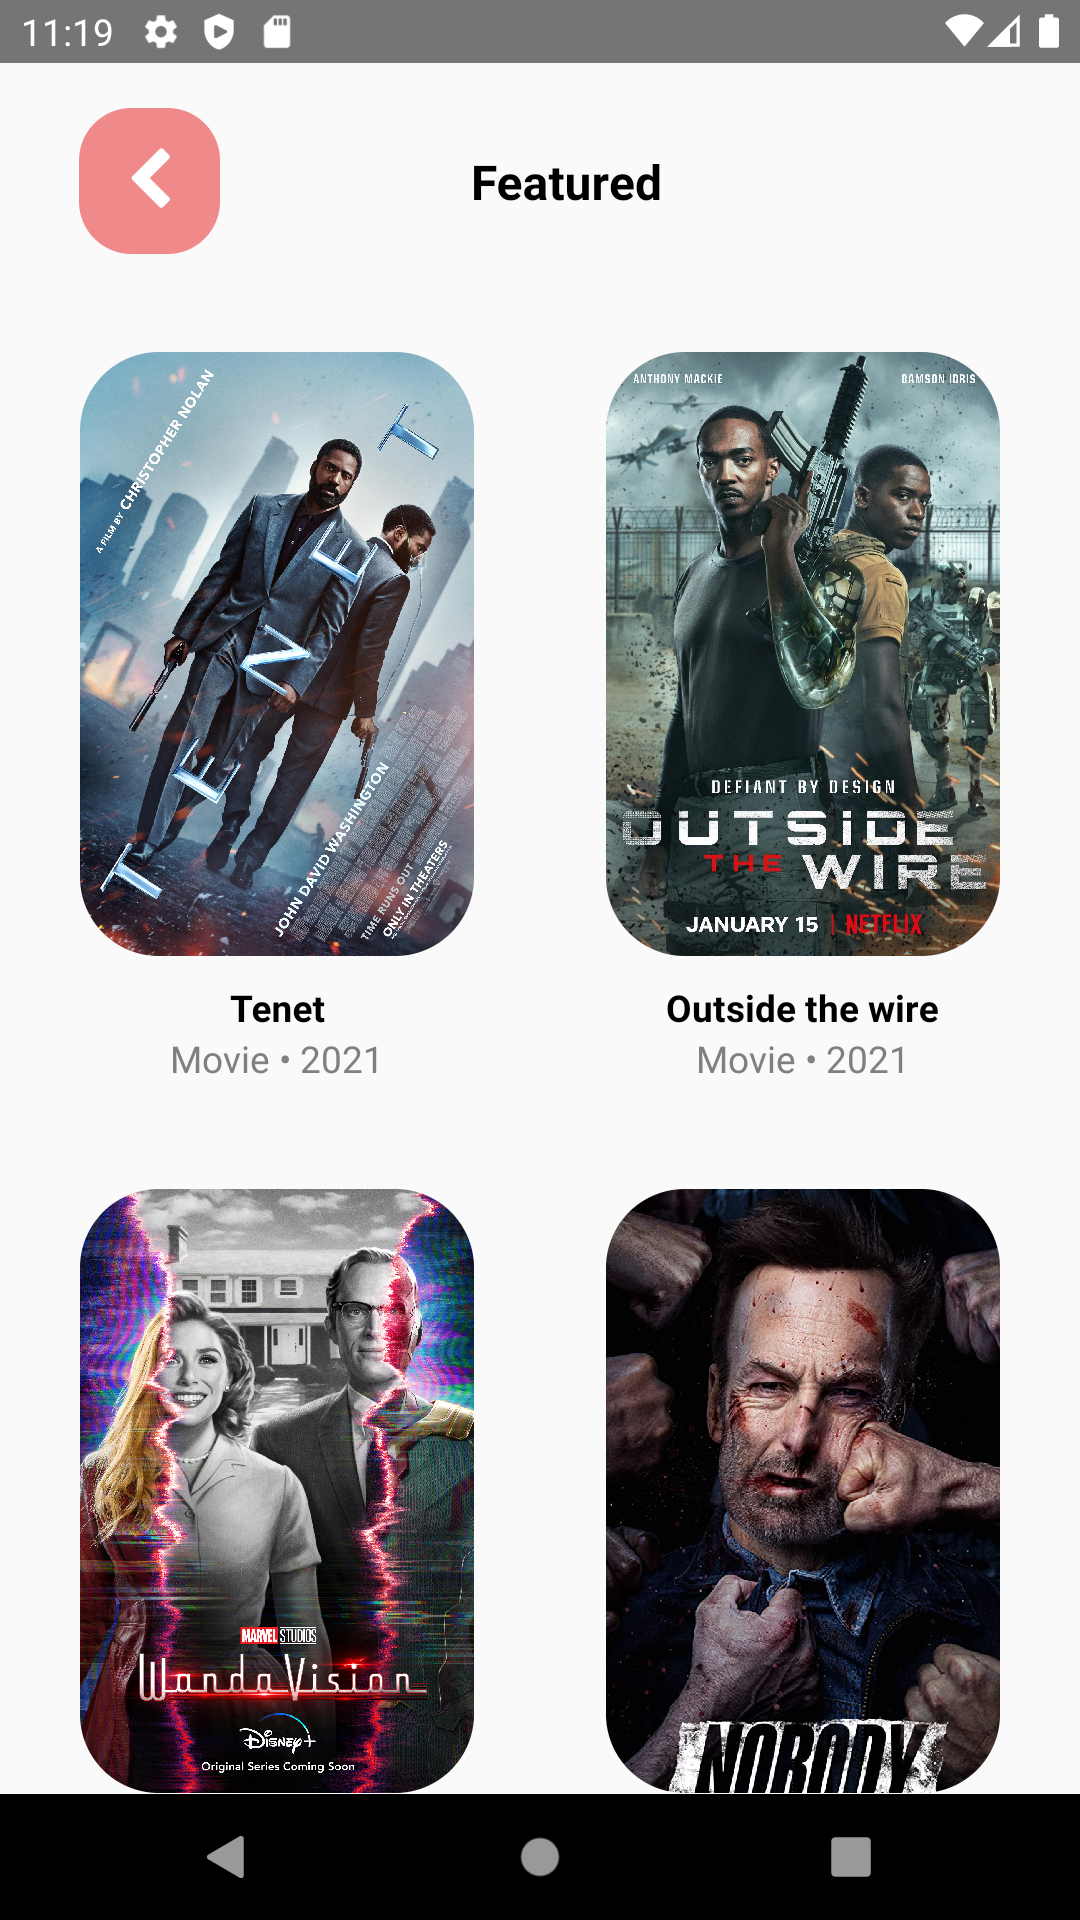 11:19
Featured
A FILM BY CHRISTOPHER NOLAN
TENET
JOHN DAVID WASHINGTON
TIME RUNS OUT
ONLY IN THEATERS
ANTHONY MACKIE DAMSON IDRIS
DEFIANT BY DESIGN
OUTSIDE
THE WIRE
JANUARY 15 | NETFLIX
Tenet
Movie • 2021
Outside the wire
Movie • 2021
MARVEL STUDIOS
WandaVision
Disney+
Original Series Coming Soon
NOBODY